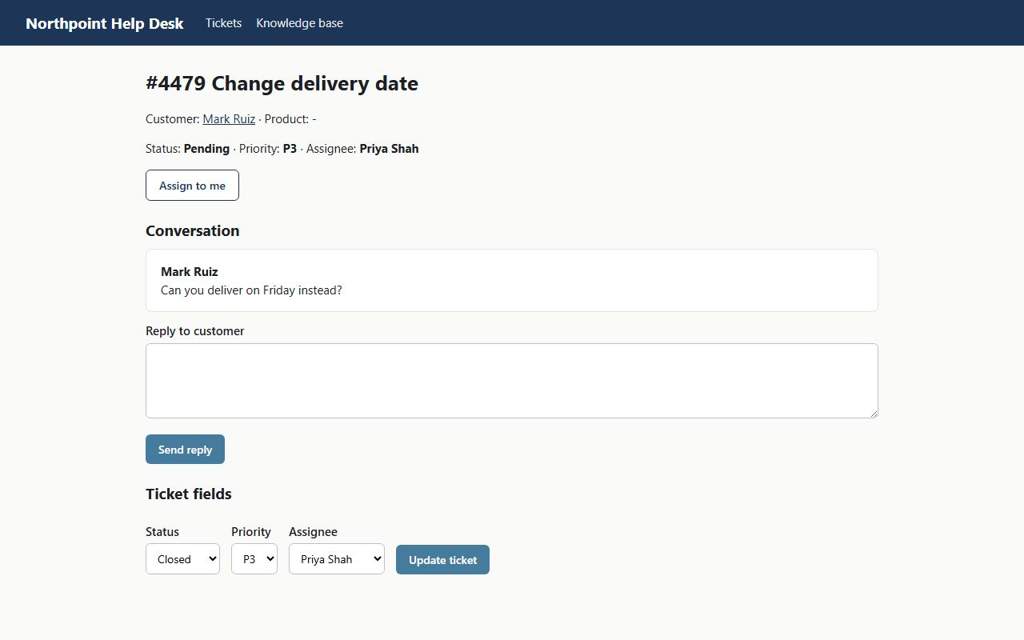 Northpoint Help Desk Tickets Knowledge base
#4479 Change delivery date
Customer: Mark Ruiz · Product: -
Status: Pending · Priority: P3 · Assignee: Priya Shah
Assign to me
Conversation
Mark Ruiz
Can you deliver on Friday instead?
Reply to customer
Send reply
Ticket fields
Status Priority Assignee
Closed P3 Priya Shah Update ticket